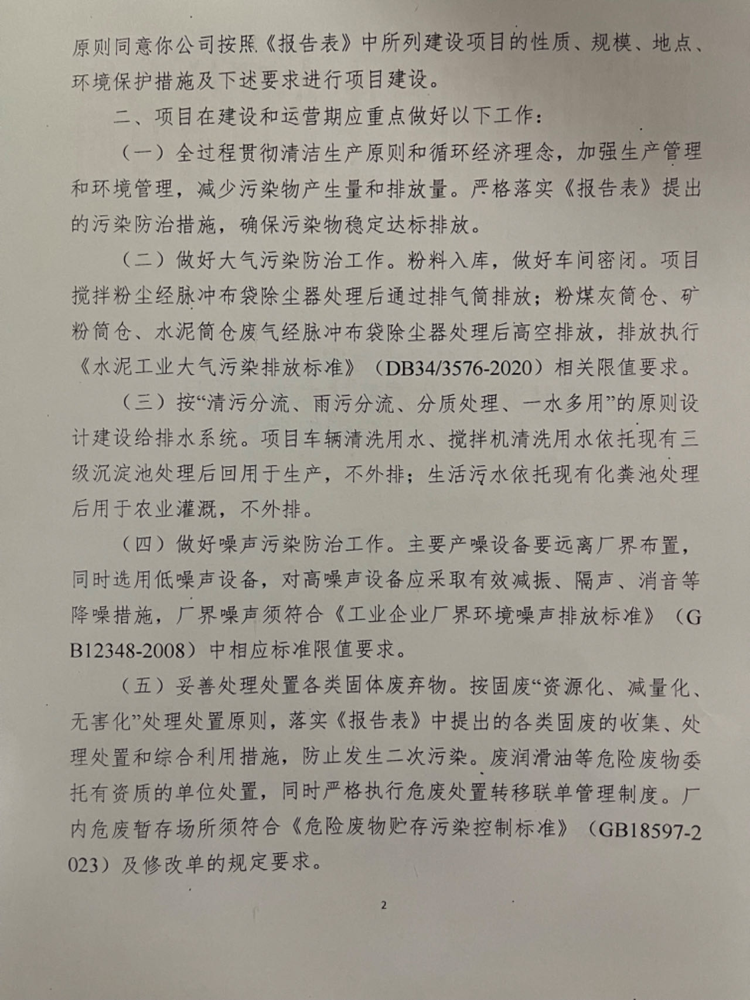 原则同意你公司按照《报告表》中所列建设项目的性质、规模、地点、
环境保护措施及下述要求进行项目建设。
二、项目在建设和运营期应重点做好以下工作：
（一）全过程贯彻清洁生产原则和循环经济理念，加强生产管理
和环境管理，减少污染物产生量和排放量。严格落实《报告表》提出
的污染防治措施，确保污染物稳定达标排放。
（二）做好大气污染防治工作。粉料入库，做好车间密闭。项目
搅拌粉尘经脉冲布袋除尘器处理后通过排气筒排放；粉煤灰筒仓、矿
粉筒仓、水泥筒仓废气经脉冲布袋除尘器处理后高空排放，排放执行
《水泥工业大气污染排放标准》（DB34/3576-2020）相关限值要求。
（三）按“清污分流、雨污分流、分质处理、一水多用”的原则设
计建设给排水系统。项目车辆清洗用水、搅拌机清洗用水依托现有三
级沉淀池处理后回用于生产，不外排；生活污水依托现有化粪池处理
后用于农业灌溉，不外排。
（四）做好噪声污染防治工作。主要产噪设备要远离厂界布置，
同时选用低噪声设备，对高噪声设备应采取有效减振、隔声、消音等
降噪措施，厂界噪声须符合《工业企业厂界环境噪声排放标准》（G
B12348-2008）中相应标准限值要求。
（五）妥善处理处置各类固体废弃物。按固废“资源化、减量化、
无害化”处理处置原则，落实《报告表》中提出的各类固废的收集、处
理处置和综合利用措施，防止发生二次污染。废润滑油等危险废物委
托有资质的单位处置，同时严格执行危废处置转移联单管理制度。厂
内危废暂存场所须符合《危险废物贮存污染控制标准》（GB18597-2
023）及修改单的规定要求。
2